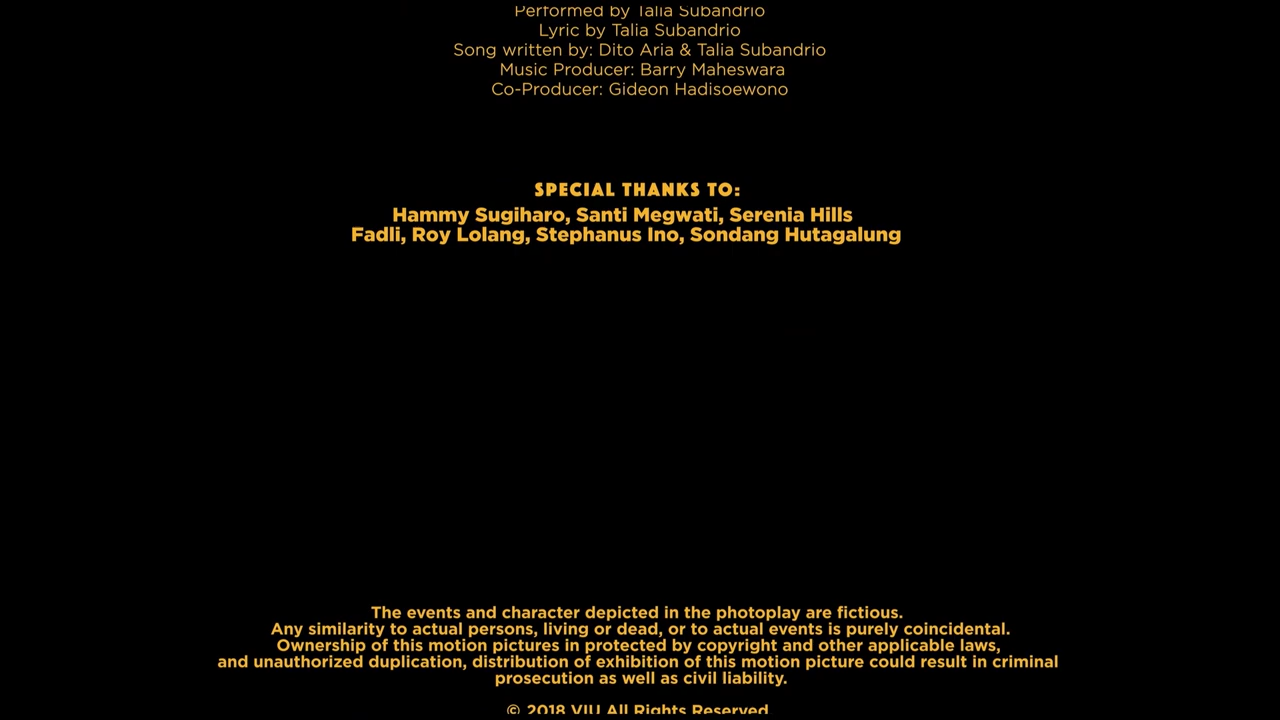 Performed by Talia Subandrio
Lyric by Talia Subandrio
Song written by: Dito Aria & Talia Subandrio
Music Producer: Barry Maheswara
Co-Producer: Gideon Hadisoewono
SPECIAL THANKS TO:
Hammy Sugiharo, Santi Megwati, Serenia Hills
Fadli, Roy Lolang, Stephanus Ino, Sondang Hutagalung
The events and character depicted in the photoplay are fictious.
Any similarity to actual persons, living or dead, or to actual events is purely coincidental.
Ownership of this motion pictures in protected by copyright and other applicable laws,
and unauthorized duplication, distribution of exhibition of this motion picture could result in criminal
prosecution as well as civil liability.
© 2018 VIU All Rights Reserved.